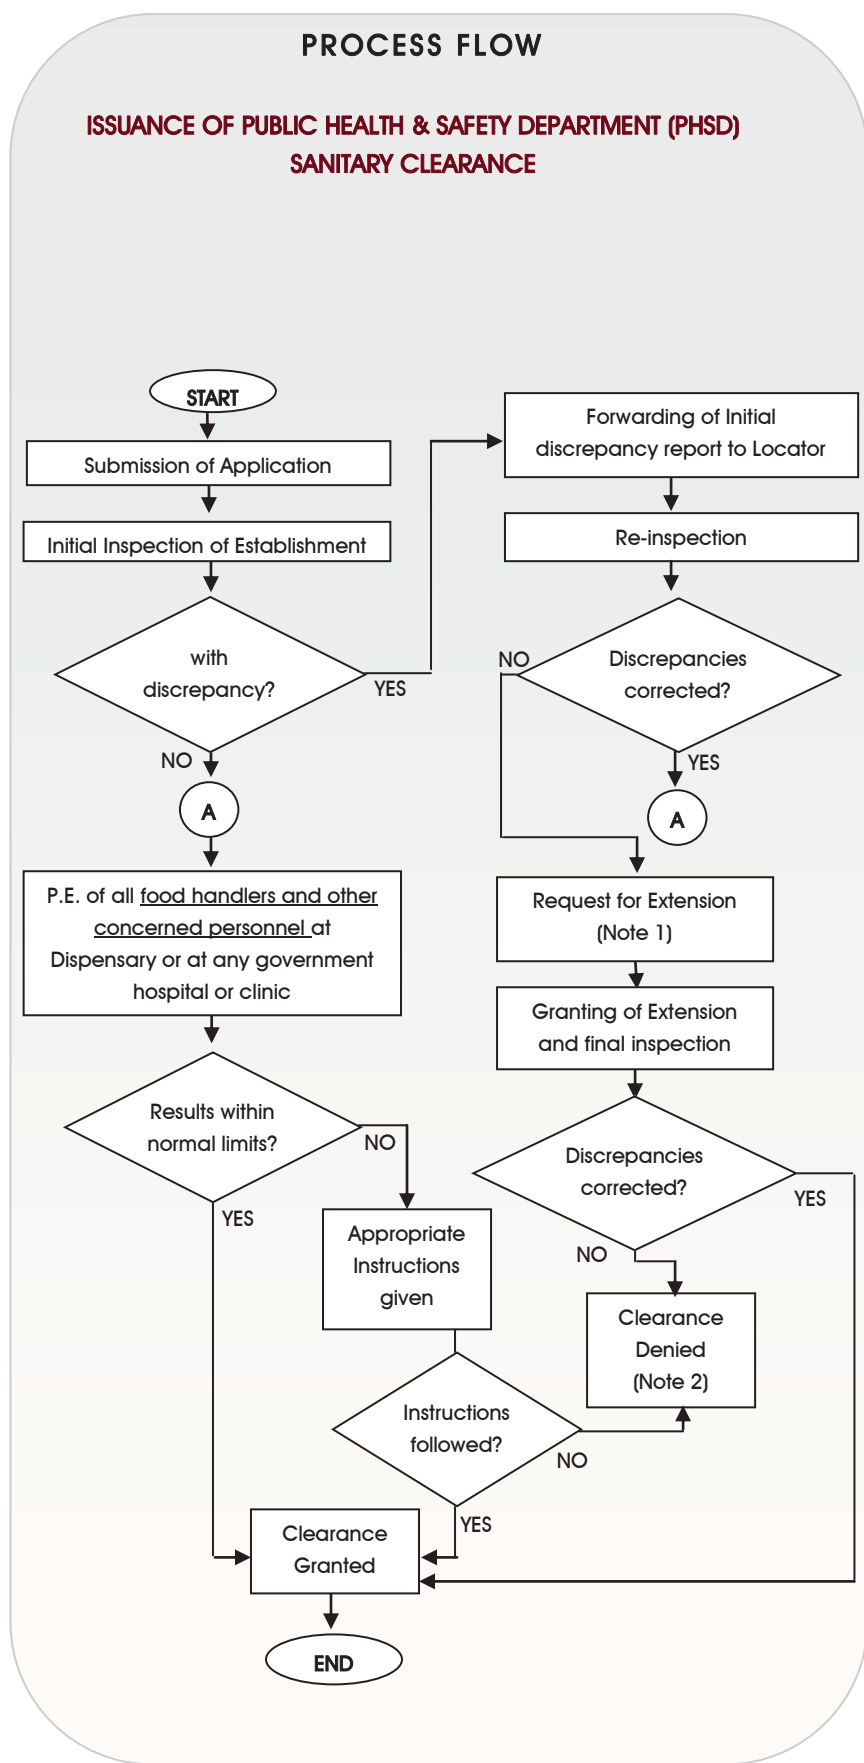 PROCESS FLOW
ISSUANCE OF PUBLIC HEALTH & SAFETY DEPARTMENT (PHSD)
SANITARY CLEARANCE
START
Submission of Application
Initial Inspection of Establishment
with
discrepancy?
YES
NO
A
P.E. of all food handlers and other
concerned personnel at
Dispensary or at any government
hospital or clinic
Results within
normal limits?
NO
YES
Appropriate
Instructions
given
Instructions
followed?
NO
YES
Clearance
Granted
END
Forwarding of Initial
discrepancy report to Locator
Re-inspection
Discrepancies
corrected?
NO
YES
A
Request for Extension
(Note 1)
Granting of Extension
and final inspection
Discrepancies
corrected?
YES
NO
Clearance
Denied
(Note 2)